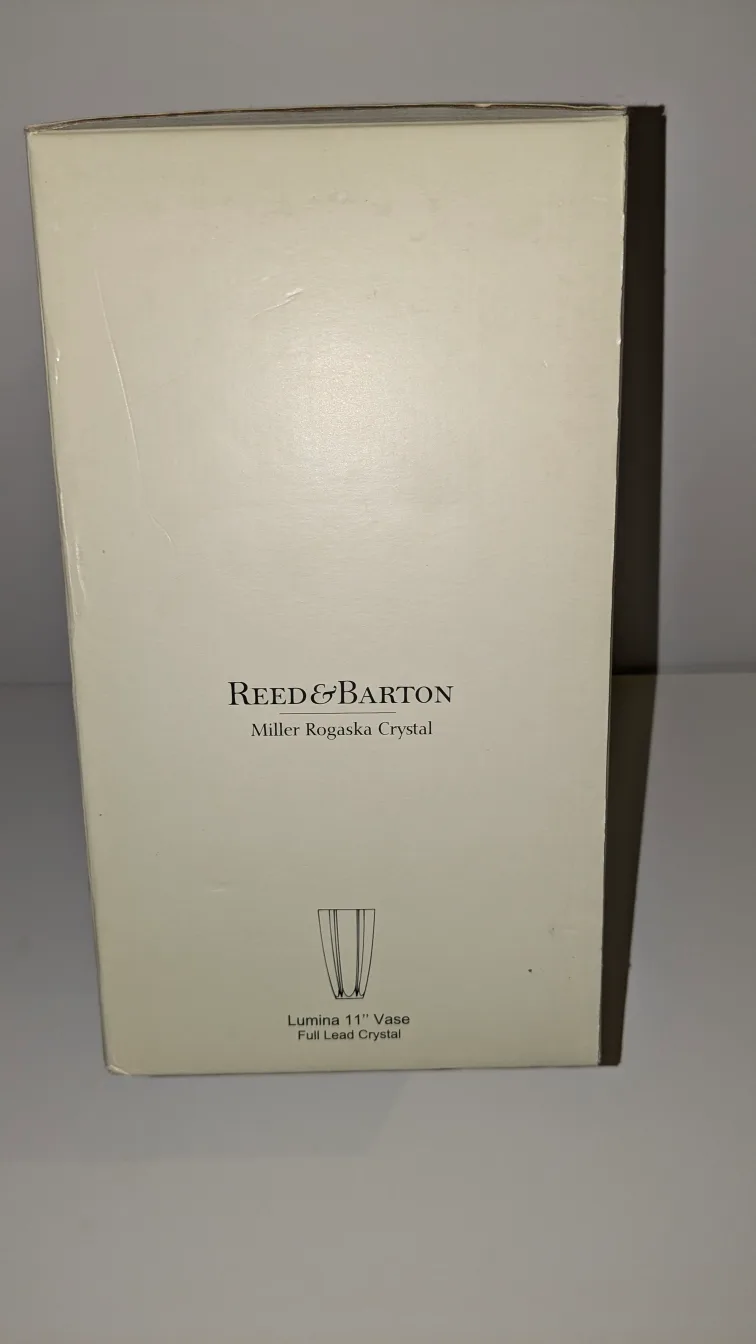 REED&BARTON
Miller Rogaska Crystal
Lumina 11" Vase
Full Lead Crystal